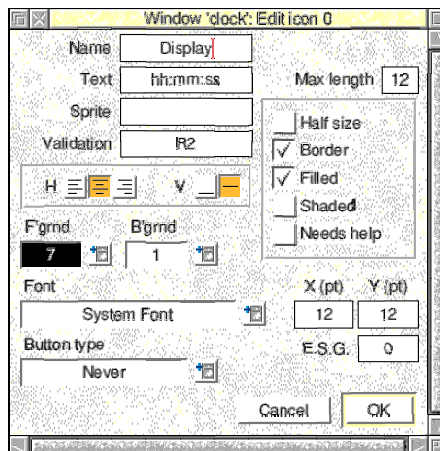 Window 'clock': Edit icon 0
Name Display
Text hh:mm:ss Max length 12
Sprite
Validation R2
Half size
Border
Filled
Shaded
Needs help
H V
F'grnd B'grnd
7 1
Font X (pt) Y (pt)
System Font 12 12
Button type E.S.G. 0
Never
Cancel OK